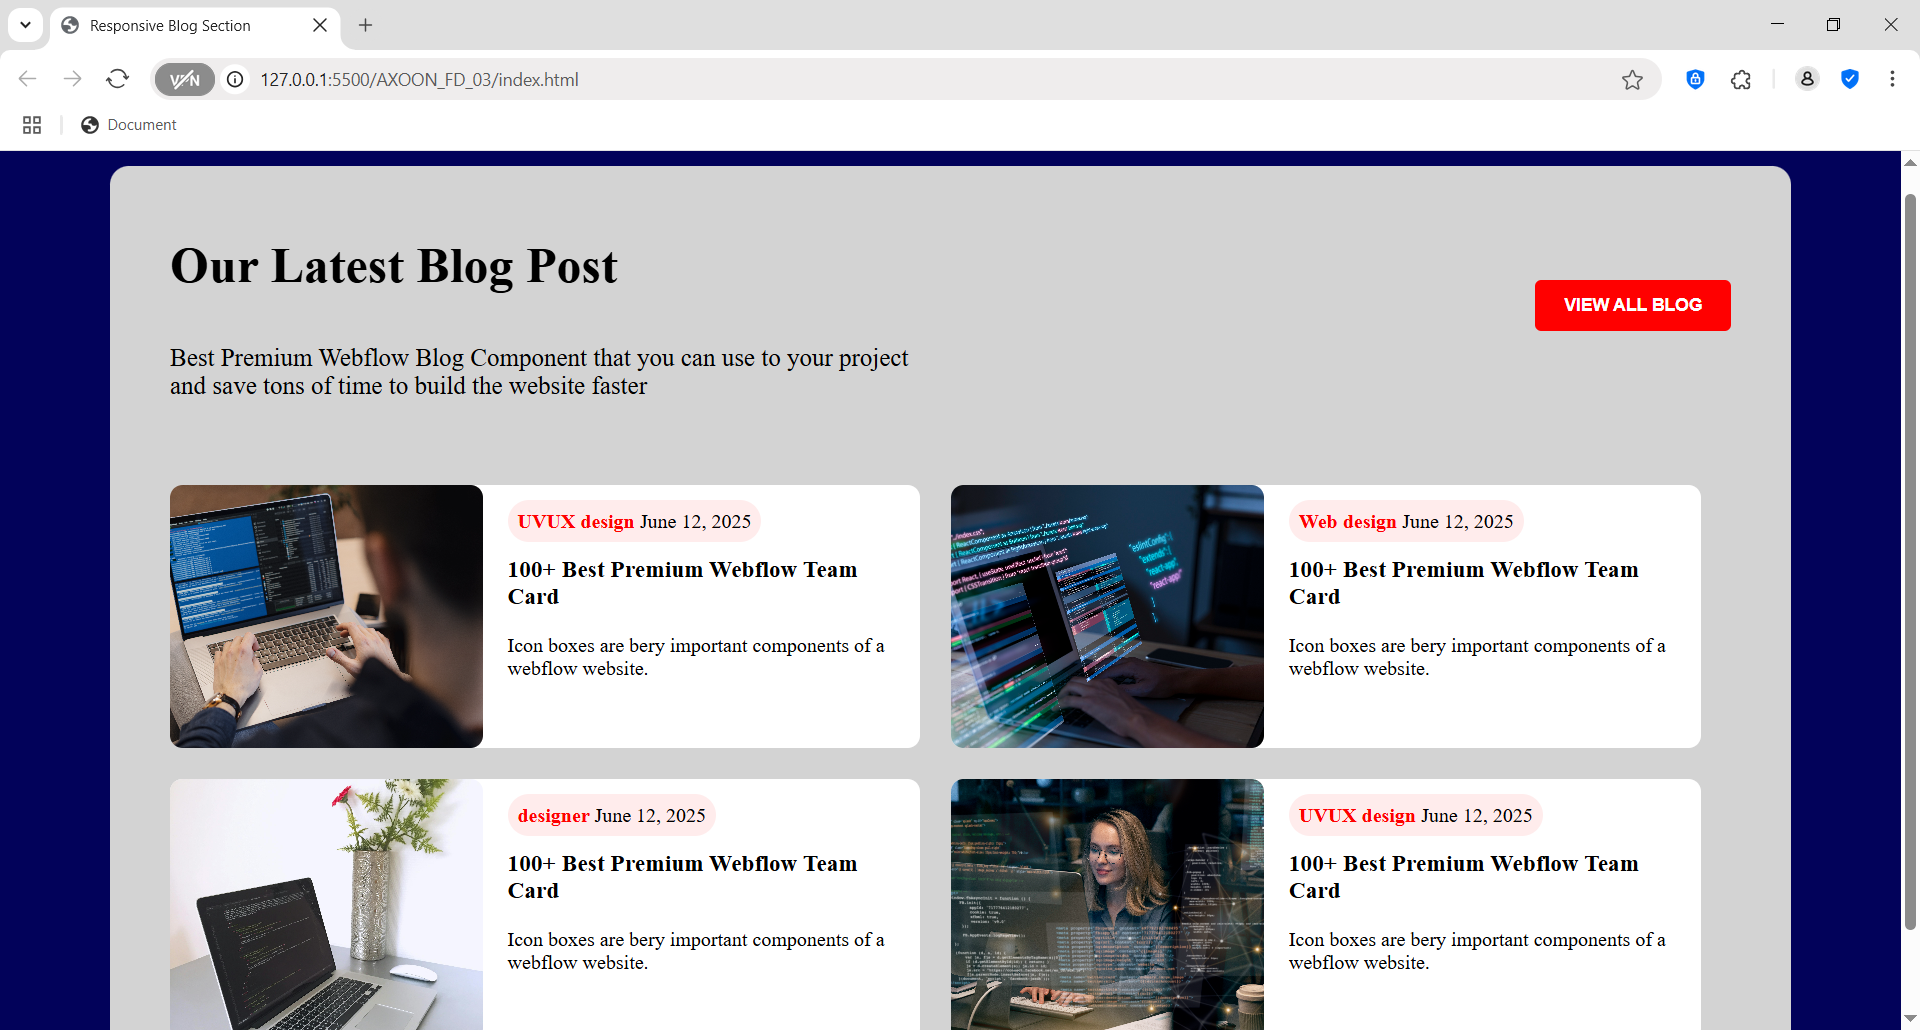 Responsive Blog Section
VPN
127.0.0.1:5500/AXOON_FD_03/index.html
Document
Our Latest Blog Post
VIEW ALL BLOG
Best Premium Webflow Blog Component that you can use to your project
and save tons of time to build the website faster
UVUX design June 12, 2025
100+ Best Premium Webflow Team
Card
Icon boxes are bery important components of a
webflow website.
Web design June 12, 2025
100+ Best Premium Webflow Team
Card
Icon boxes are bery important components of a
webflow website.
designer June 12, 2025
100+ Best Premium Webflow Team
Card
Icon boxes are bery important components of a
webflow website.
UVUX design June 12, 2025
100+ Best Premium Webflow Team
Card
Icon boxes are bery important components of a
webflow website.